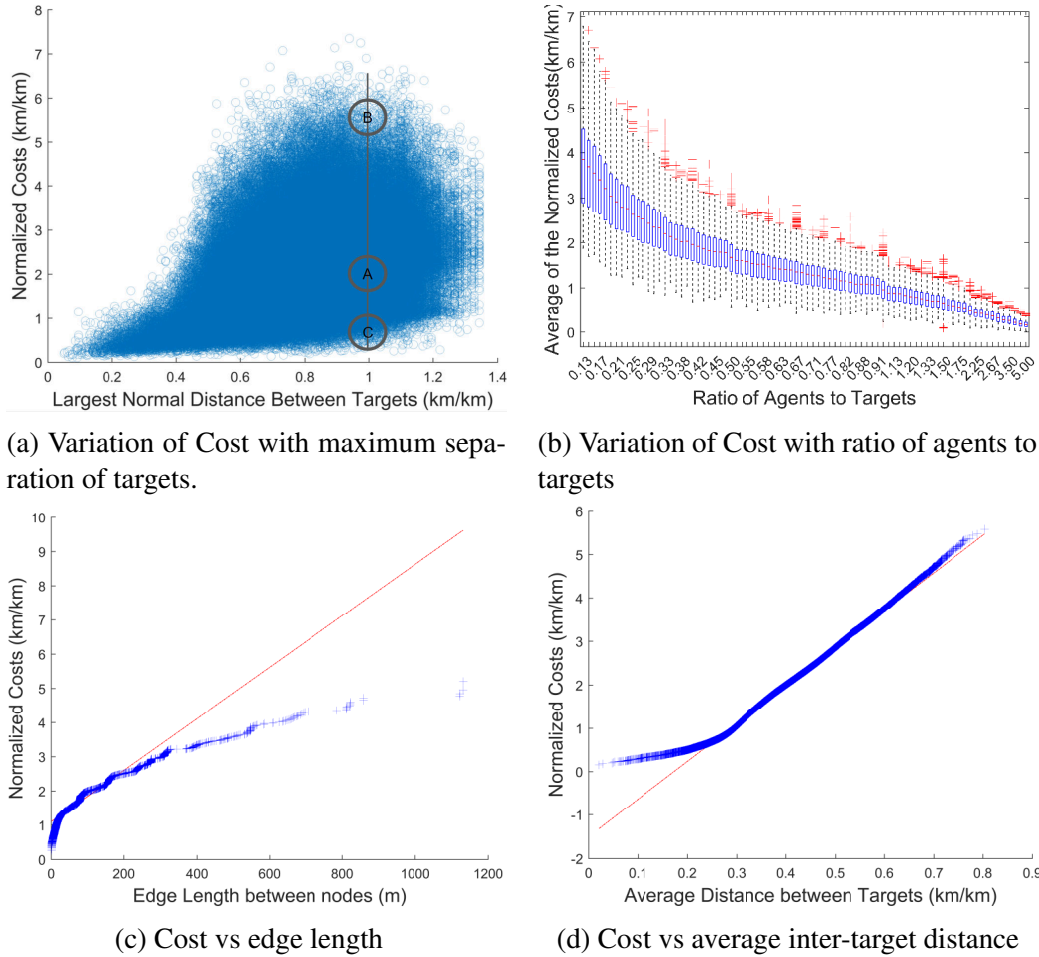 8
7
6
5
4
3
2
1
0
Normalized Costs (km/km)
B
A
C
0 0.2 0.4 0.6 0.8 1 1.2 1.4
Largest Normal Distance Between Targets (km/km)
(a) Variation of Cost with maximum sepa-
ration of targets.
7
6
5
4
3
2
1
0
Average of the Normalized Costs(km/km)
0.13 0.17 0.21 0.25 0.29 0.33 0.38 0.42 0.45 0.50 0.55 0.58 0.63 0.67 0.71 0.77 0.82 0.88 0.91 1.13 1.20 1.33 1.50 1.75 2.25 2.67 3.50 5.00
Ratio of Agents to Targets
(b) Variation of Cost with ratio of agents to
targets
10
9
8
7
6
5
4
3
2
1
0
Normalized Costs (km/km)
0 200 400 600 800 1000 1200
Edge Length between nodes (m)
(c) Cost vs edge length
6
5
4
3
2
1
0
-1
-2
Normalized Costs (km/km)
0 0.1 0.2 0.3 0.4 0.5 0.6 0.7 0.8 0.9
Average Distance between Targets (km/km)
(d) Cost vs average inter-target distance